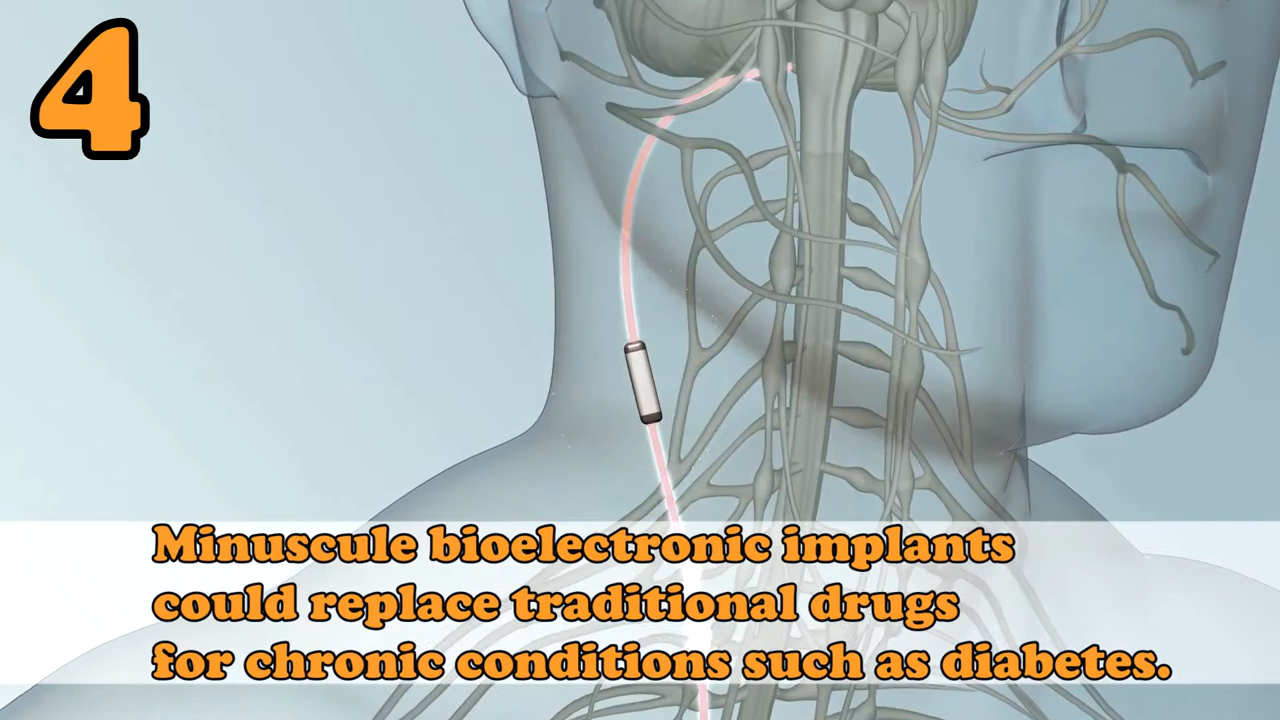 4
Minuscule bioelectronic implants
could replace traditional drugs
for chronic conditions such as diabetes.